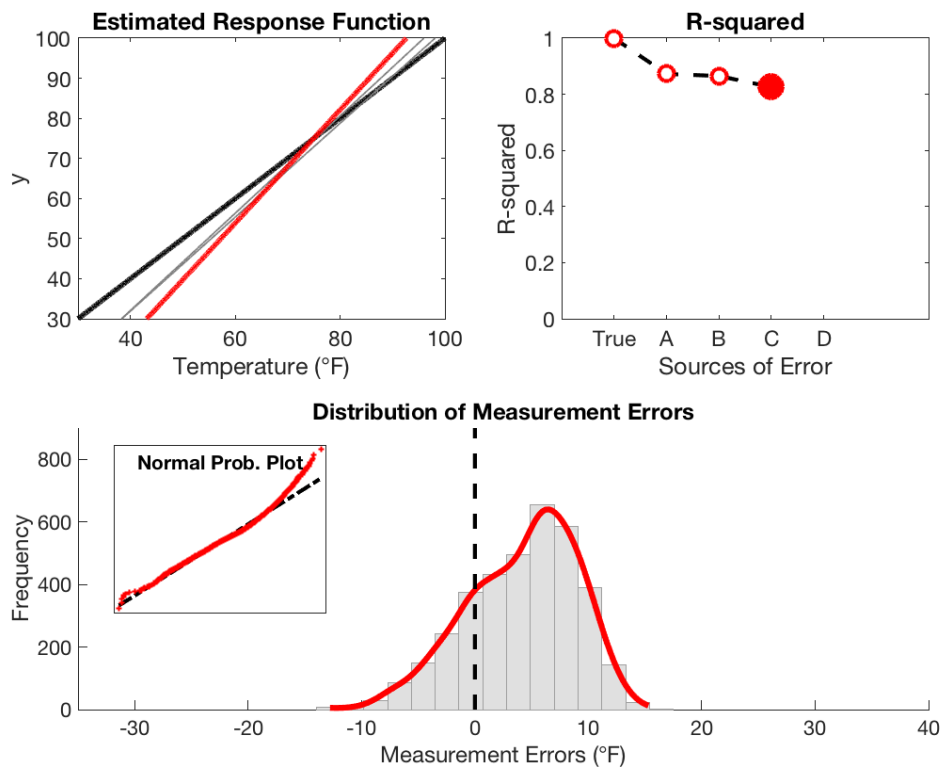 Estimated Response Function
100
90
80
70
60
50
40
30
y
40
60
80
100
Temperature (°F)
R-squared
1
0.8
0.6
0.4
0.2
0
R-squared
True
A
B
C
D
Sources of Error
Distribution of Measurement Errors
800
600
400
200
0
Frequency
Normal Prob. Plot
-30
-20
-10
0
10
20
30
40
Measurement Errors (°F)